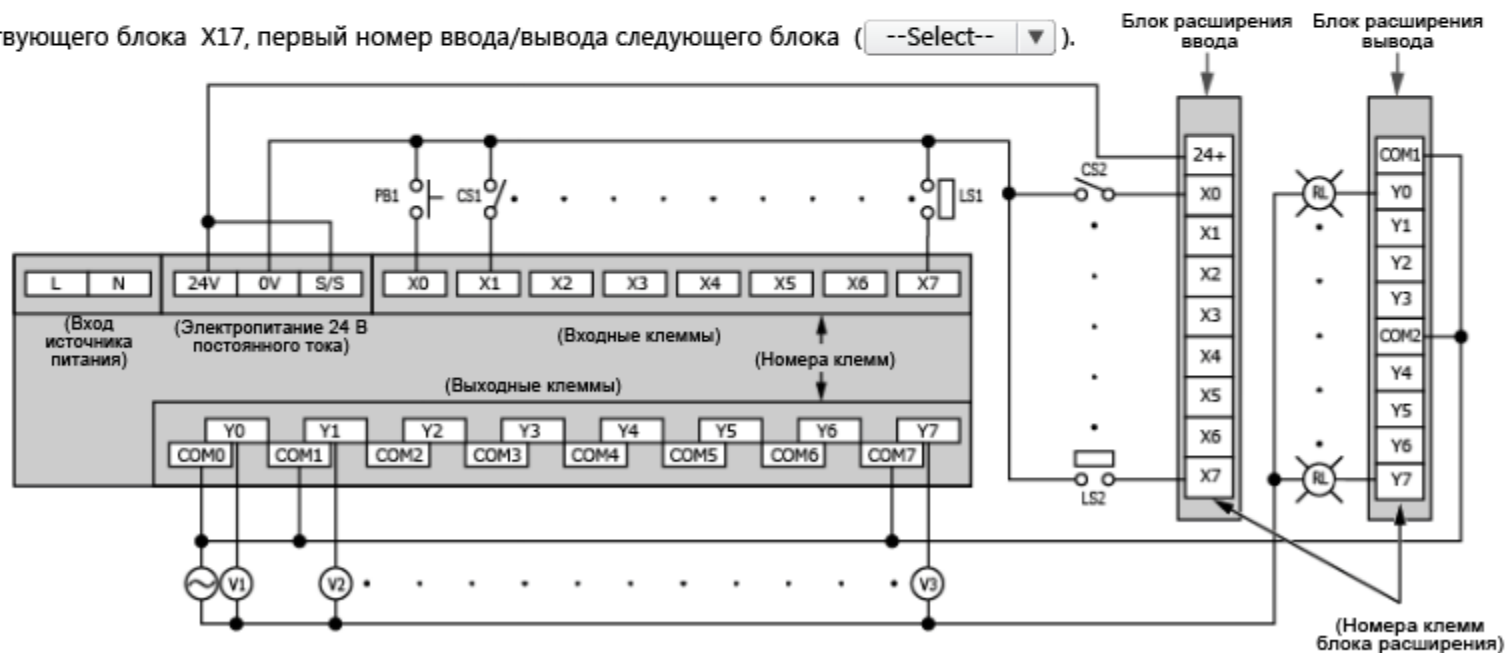 твующего блока X17, первый номер ввода/вывода следующего блока ( --Select-- ▼ ).
Блок расширения
ввода
Блок расширения
вывода
24+
X0
X1
X2
X3
X4
X5
X6
X7
COM1
Y0
Y1
Y2
Y3
COM2
Y4
Y5
Y6
Y7
CS2
LS2
RL
RL
PB1
CS1
LS1
L N 24V 0V S/S X0 X1 X2 X3 X4 X5 X6 X7
(Вход
источника
питания)
(Электропитание 24 В
постоянного тока)
(Входные клеммы)
(Номера клемм)
(Выходные клеммы)
Y0 Y1 Y2 Y3 Y4 Y5 Y6 Y7
COM0 COM1 COM2 COM3 COM4 COM5 COM6 COM7
V1 V2 V3
(Номера клемм
блока расширения)